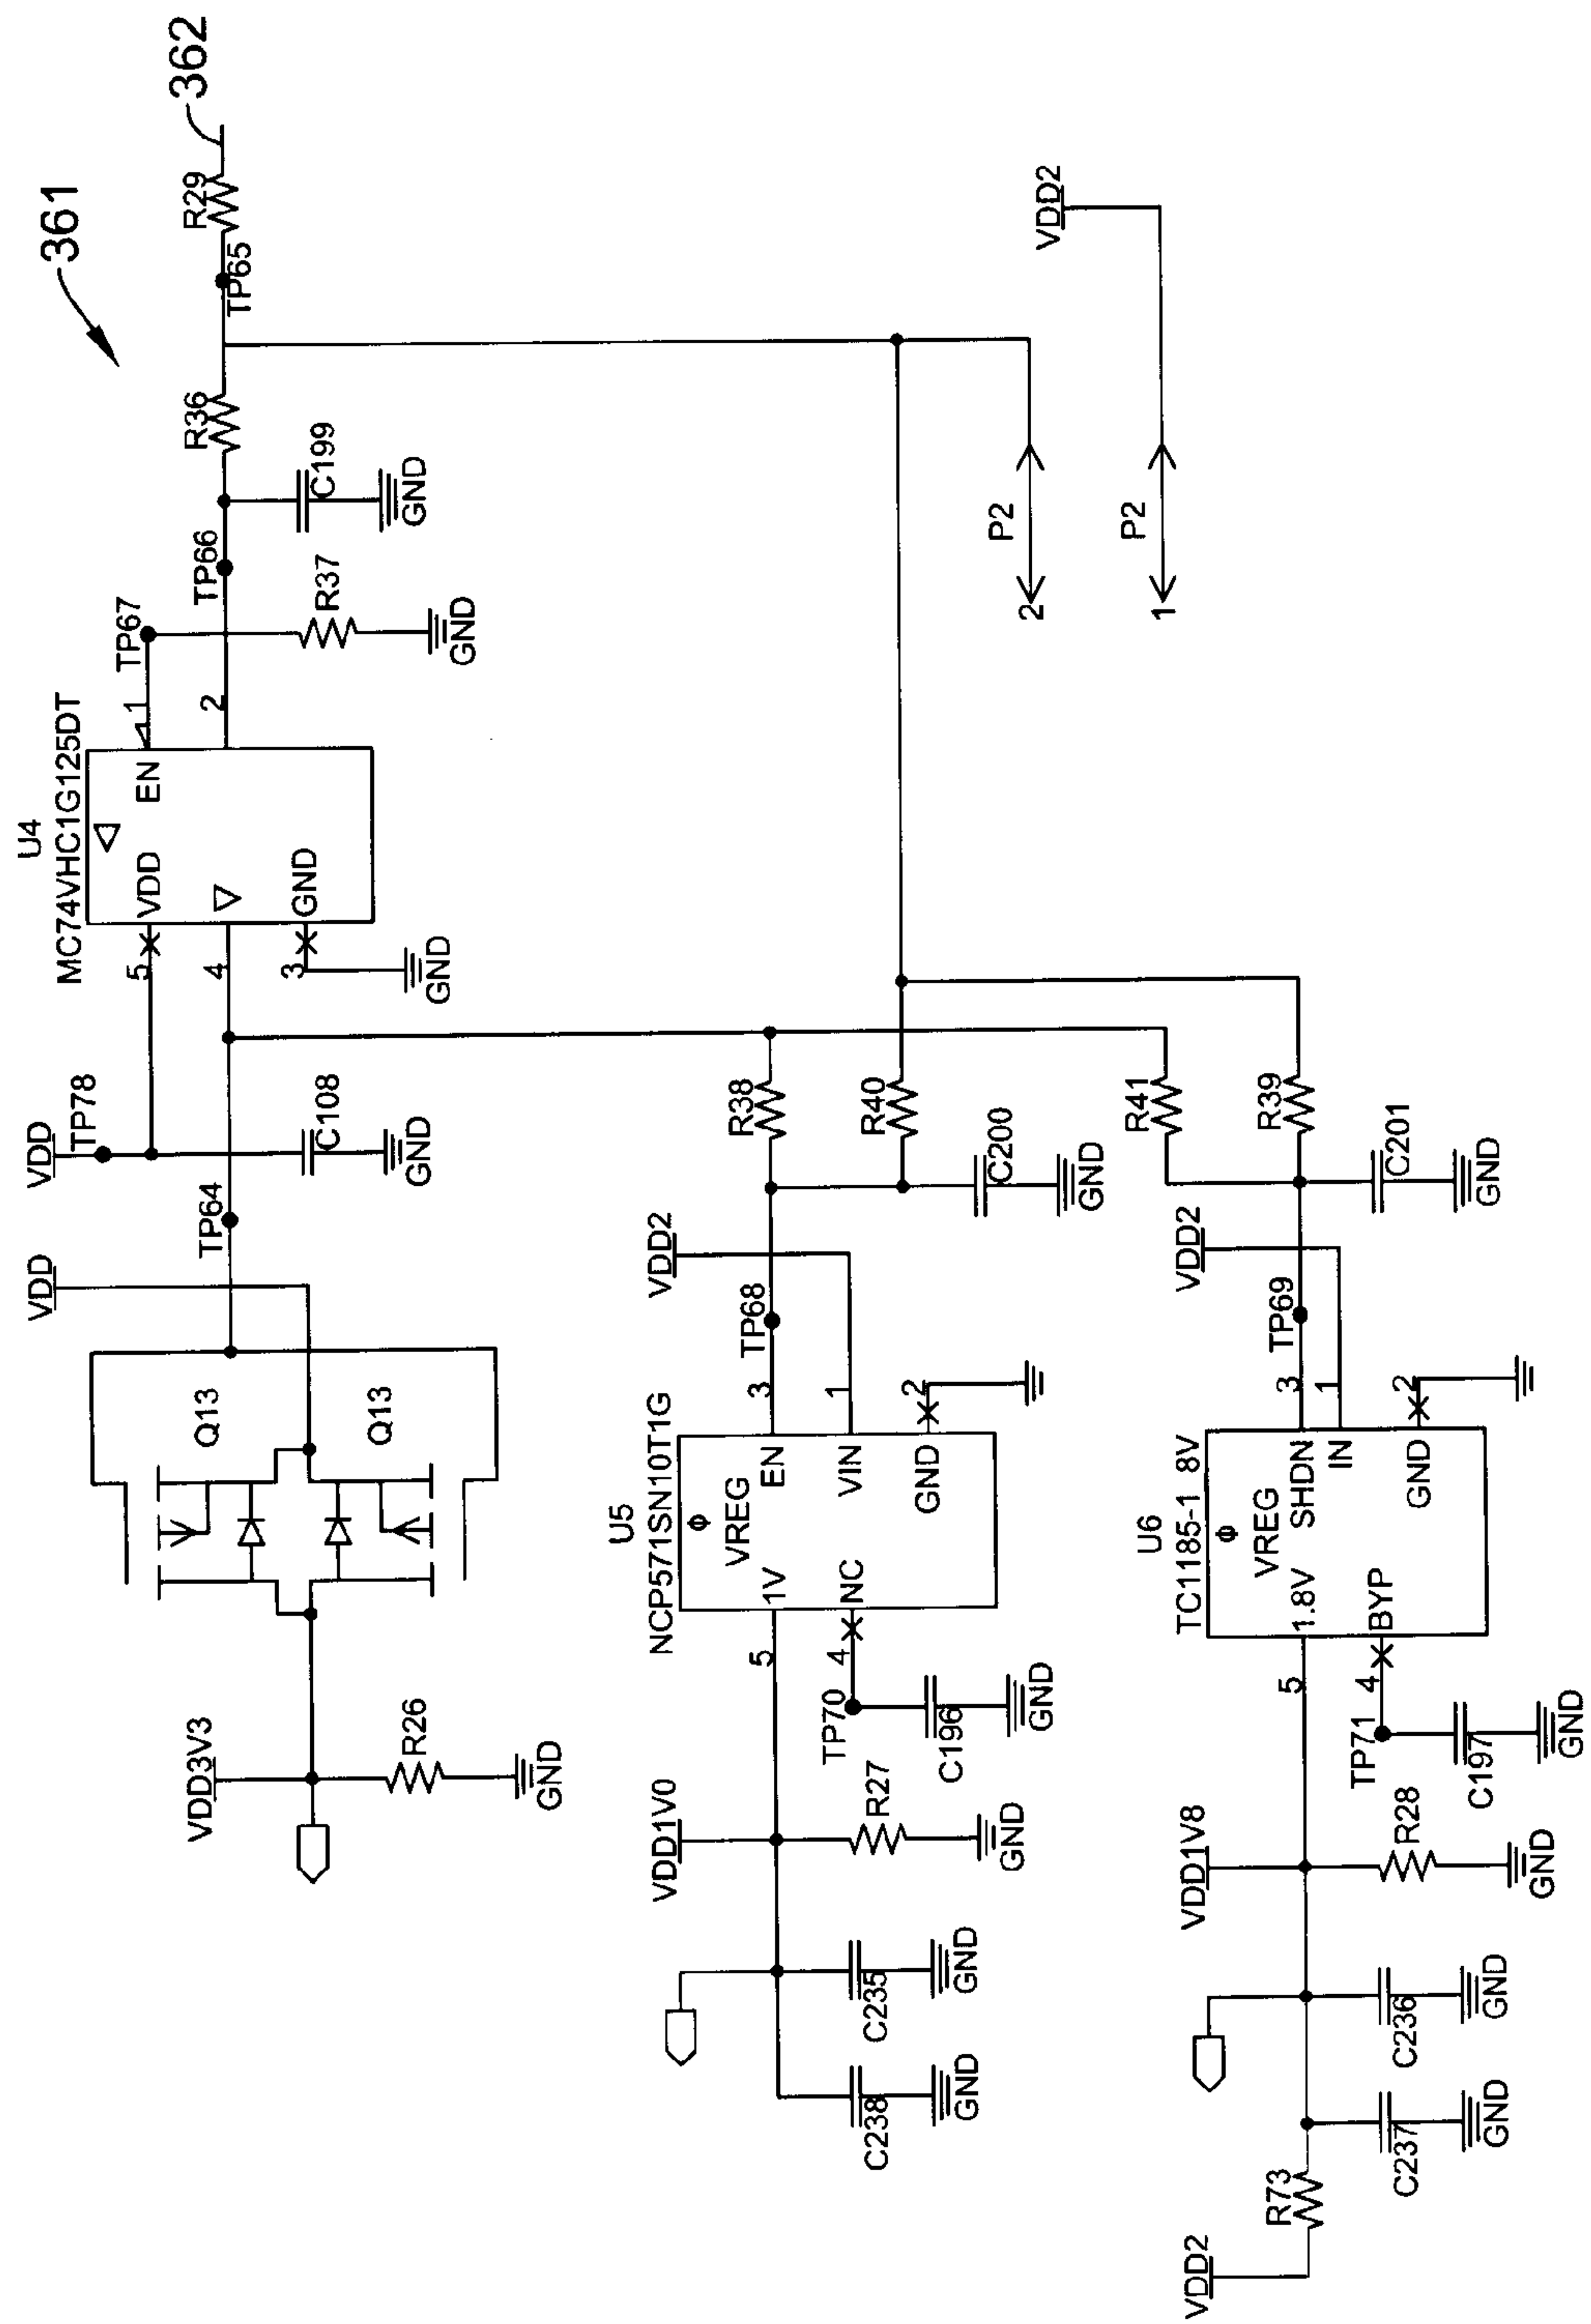 361
362
R29
TP65
R36
C199
GND
TP66
R37
GND
TP67
U4
MC74VHC1G125DT
1
EN
2
VDD
5
4
GND
3
GND
VDD
TP78
C108
GND
TP64
VDD
Q13
Q13
VDD3V3
R26
GND
VDD2
P2
2
P2
1
R38
R40
C200
GND
VDD2
TP68
U5
NCP571SN10T1G
Φ
VREG
EN
3
VIN
1
GND
2
1V
5
NC
4
TP70
C196
GND
VDD1V0
R27
GND
C235
GND
C238
GND
R41
R39
C201
GND
VDD2
TP69
U6
TC1185-1 8V
Φ
VREG
SHDN
3
IN
1
GND
2
1.8V
5
BYP
4
TP71
C197
GND
VDD1V8
R28
GND
C236
GND
C237
GND
R73
VDD2